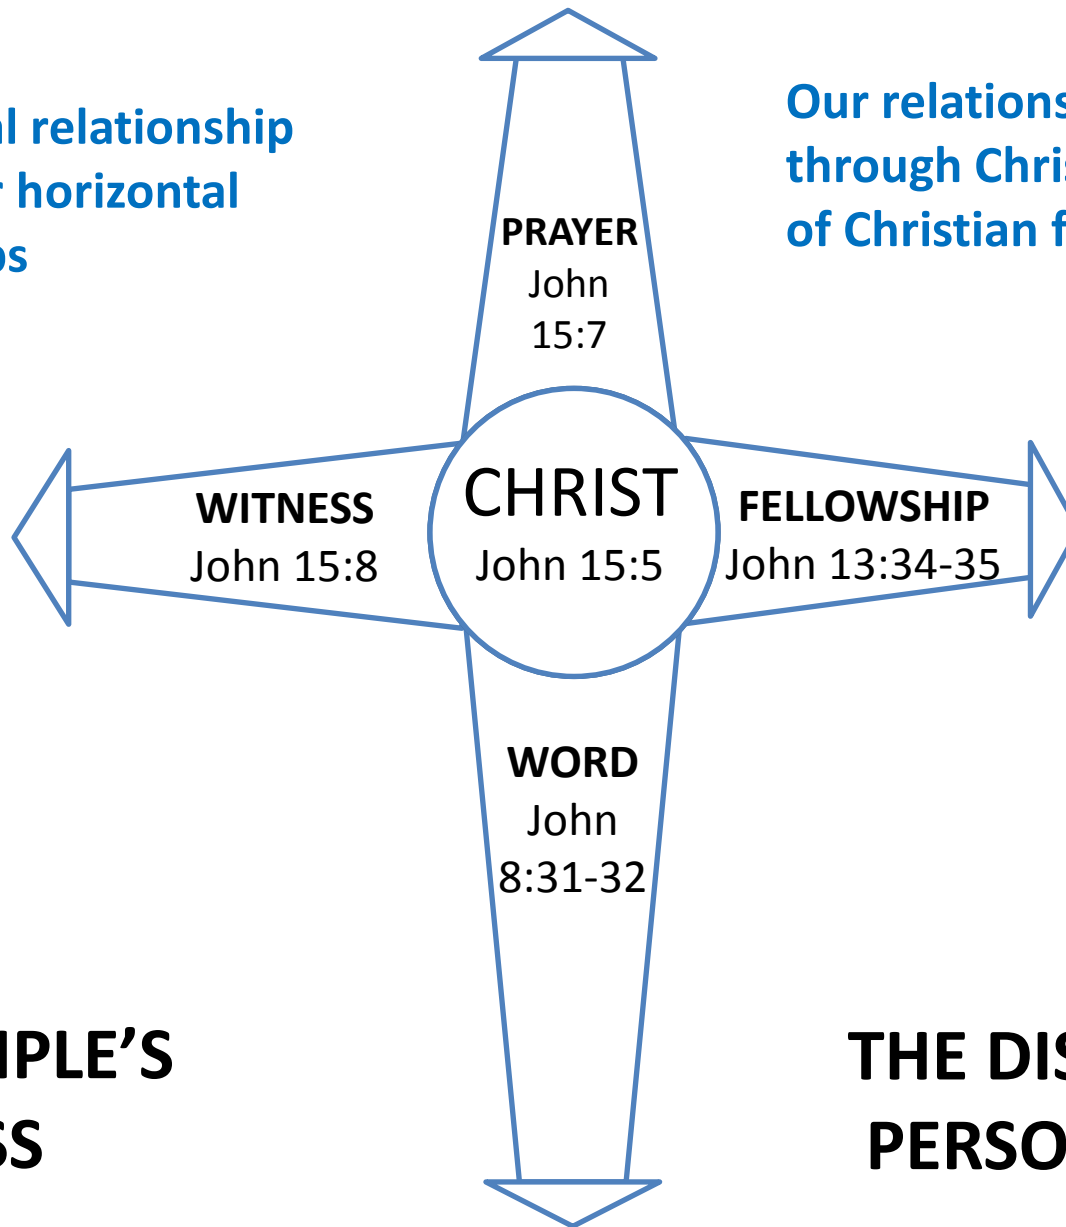 al relationship
r horizontal
ps
Our relations
through Chris
of Christian f
PRAYER
John
15:7
WITNESS
John 15:8
CHRIST
John 15:5
FELLOWSHIP
John 13:34-35
WORD
John
8:31-32
IPLE’S
SS
THE DIS
PERSO